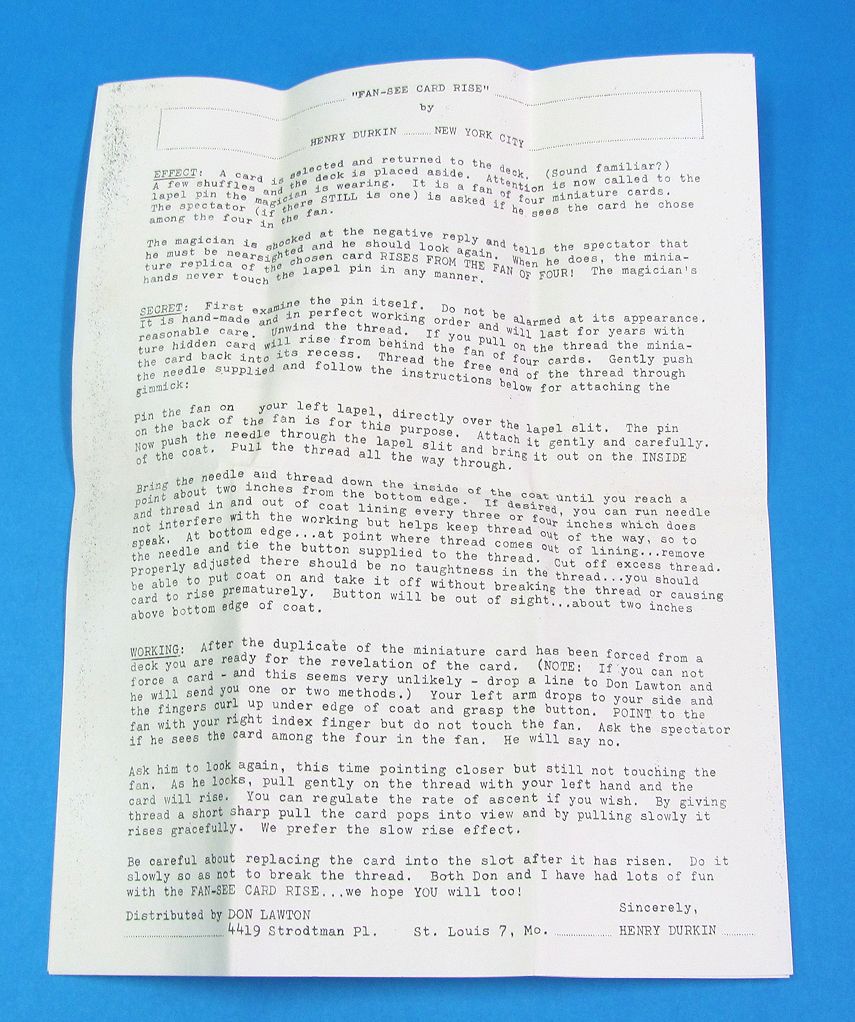 "FAN-SEE CARD RISE"
by
HENRY DURKIN ........ NEW YORK CITY
EFFECT: A card is selected and returned to the deck. (Sound familiar?)
A few shuffles and the deck is placed aside. Attention is now called to the
lapel pin the magician is wearing. It is a fan of four miniature cards.
The spectator (if there STILL is one) is asked if he sees the card he chose
among the four in the fan.
The magician is shocked at the negative reply and tells the spectator that
he must be nearsighted and he should look again. When he does, the minia-
ture replica of the chosen card RISES FROM THE FAN OF FOUR! The magician's
hands never touch the lapel pin in any manner.
SECRET: First examine the pin itself. Do not be alarmed at its appearance.
It is hand-made and in perfect working order and will last for years with
reasonable care. Unwind the thread. If you pull on the thread the minia-
ture hidden card will rise from behind the fan of four cards. Gently push
the card back into its recess. Thread the free end of the thread through
the needle supplied and follow the instructions below for attaching the
gimmick:
Pin the fan on your left lapel, directly over the lapel slit. The pin
on the back of the fan is for this purpose. Attach it gently and carefully.
Now push the needle through the lapel slit and bring it out on the INSIDE
of the coat. Pull the thread all the way through.
Bring the needle and thread down the inside of the coat until you reach a
point about two inches from the bottom edge. If desired, you can run needle
and thread in and out of coat lining every three or four inches which does
not interfere with the working but helps keep thread out of the way, so to
speak. At bottom edge...at point where thread comes out of lining...remove
the needle and tie the button supplied to the thread. Cut off excess thread.
Properly adjusted there should be no taughtness in the thread...you should
be able to put coat on and take it off without breaking the thread or causing
card to rise prematurely. Button will be out of sight...about two inches
above bottom edge of coat.
WORKING: After the duplicate of the miniature card has been forced from a
deck you are ready for the revelation of the card. (NOTE: If you can not
force a card - and this seems very unlikely - drop a line to Don Lawton and
he will send you one or two methods.) Your left arm drops to your side and
the fingers curl up under edge of coat and grasp the button. POINT to the
fan with your right index finger but do not touch the fan. Ask the spectator
if he sees the card among the four in the fan. He will say no.
Ask him to look again, this time pointing closer but still not touching the
fan. As he looks, pull gently on the thread with your left hand and the
card will rise. You can regulate the rate of ascent if you wish. By giving
thread a short sharp pull the card pops into view and by pulling slowly it
rises gracefully. We prefer the slow rise effect.
Be careful about replacing the card into the slot after it has risen. Do it
slowly so as not to break the thread. Both Don and I have had lots of fun
with the FAN-SEE CARD RISE...we hope YOU will too!
Distributed by DON LAWTON Sincerely,
4419 Strodtman Pl. St. Louis 7, Mo. HENRY DURKIN